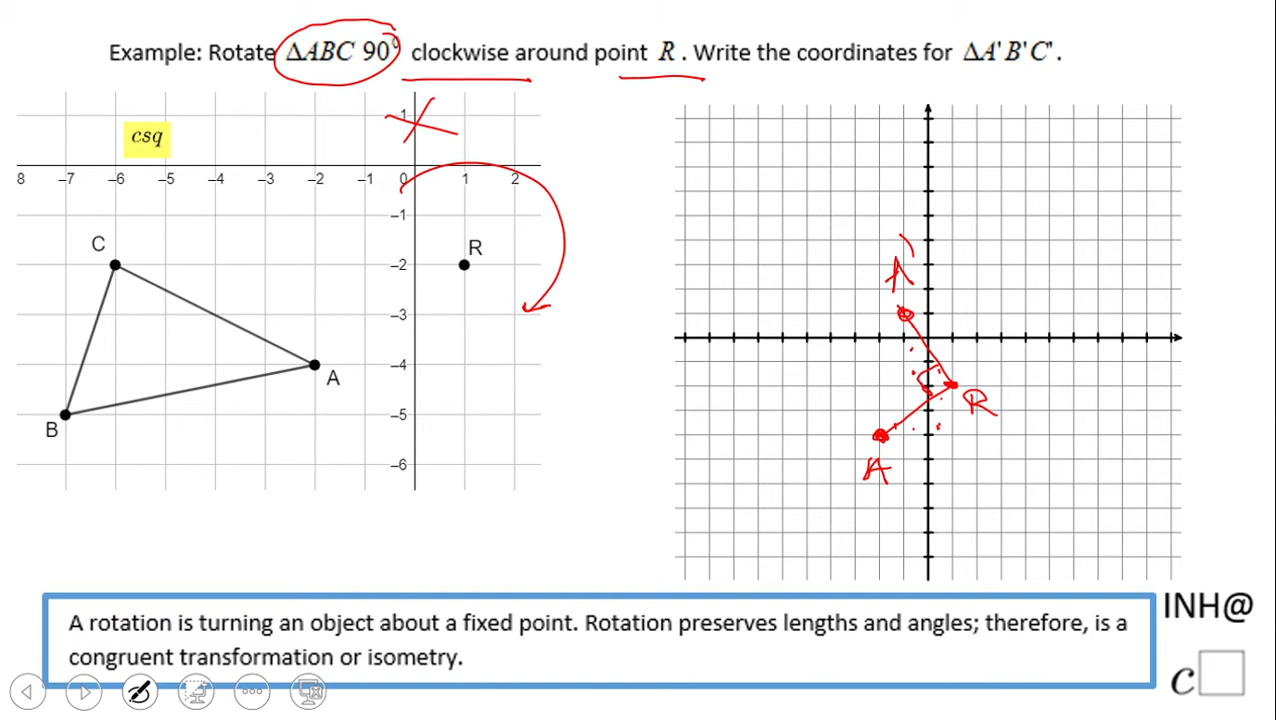 Example: Rotate ΔABC 90⁰ clockwise around point R. Write the coordinates for ΔA'B'C'.
csq
1
8 –7 –6 –5 –4 –3 –2 –1 0 1 2
–1
C
R
–2
A'
–3
A
–4
R
B
–5
A
–6
INH@
A rotation is turning an object about a fixed point. Rotation preserves lengths and angles; therefore, is a
congruent transformation or isometry.
c